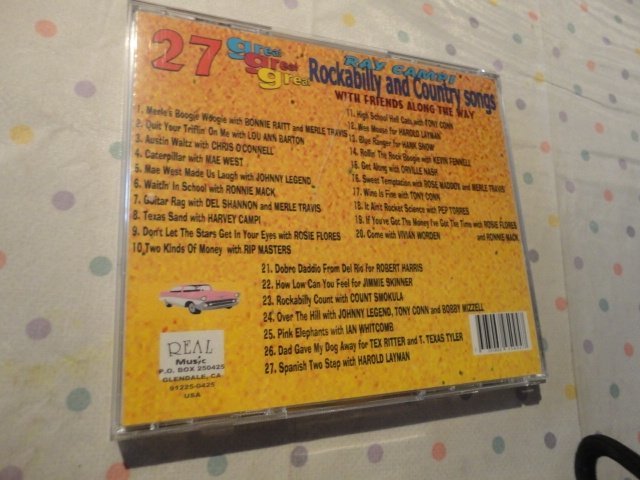 27 great great great
RAY CAMPI
Rockabilly and Country songs
WITH FRIENDS ALONG THE WAY
1. Merle's Boogie Woogie with BONNIE RAITT and MERLE TRAVIS
2. Quit Your Triflin' On Me with LOU ANN BARTON
3. Austin Waltz with CHRIS O'CONNELL
4. Caterpillar with MAE WEST
5. Mae West Made Us Laugh with JOHNNY LEGEND
6. Waitin' In School with RONNIE MACK
7. Guitar Rag with DEL SHANNON and MERLE TRAVIS
8. Texas Sand with HARVEY CAMPI
9. Don't Let The Stars Get In Your Eyes with ROSIE FLORES
10. Two Kinds Of Money with RIP MASTERS
11. High School Hell Cats with TONY CONN
12. Wee Mouse for HAROLD LAYMAN
13. Blue Ranger for HANK SNOW
14. Rollin' The Rock Boogie with KEVIN FENNELL
15. Get Along with ORVILLE NASH
16. Sweet Temptation with ROSE MADDOX and MERLE TRAVIS
17. Wine is Fine with TONY CONN
18. It Ain't Rocket Science with PEP TORRES
19. If You've Got The Money I've Got The Time with ROSIE FLORES
and RONNIE MACK
20. Come with VIVIAN WORDEN
21. Dobro Daddio From Del Rio for ROBERT HARRIS
22. How Low Can You Feel for JIMMIE SKINNER
23. Rockabilly Count with COUNT SMOKULA
24. Over The Hill with JOHNNY LEGEND, TONY CONN and BOBBY MIZZELL
25. Pink Elephants with IAN WHITCOMB
26. Dad Gave My Dog Away for TEX RITTER and T. TEXAS TYLER
27. Spanish Two Step with HAROLD LAYMAN
REAL
Music
P.O. BOX 250425
GLENDALE, CA
91225-0425
USA